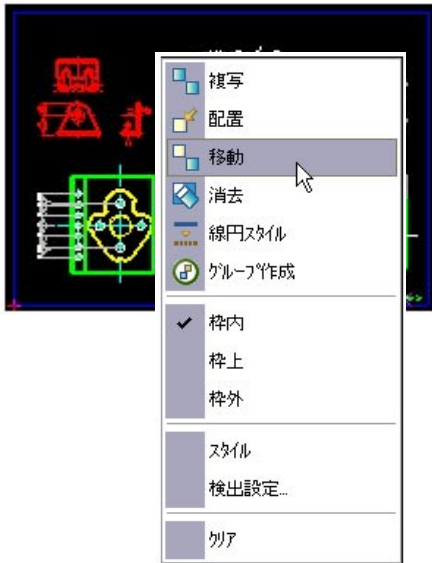 複写
配置
移動
消去
線円ｽﾀｲﾙ
ｸﾞﾙｰﾌﾟ作成
枠内
枠上
枠外
ｽﾀｲﾙ
検出設定...
ｸﾘｱ